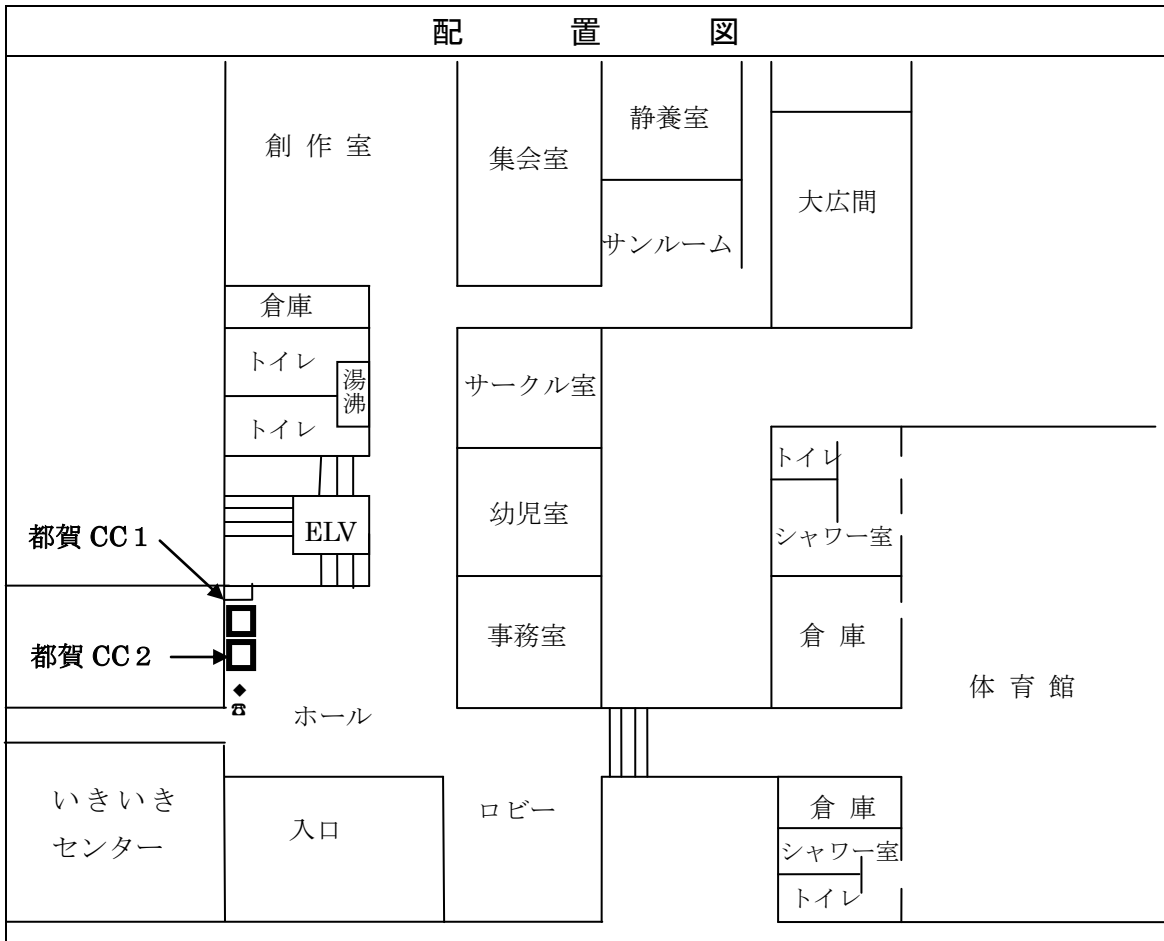 配 置 図
創 作 室
集会室
静養室
サンルーム
大広間
倉庫
トイレ
湯沸
トイレ
サークル室
幼児室
事務室
ELV
都賀 CC 1
都賀 CC 2
◆
☎
ホール
トイレ
シャワー室
倉 庫
体 育 館
いきいき
センター
入口
ロビー
倉 庫
シャワー室
トイレ